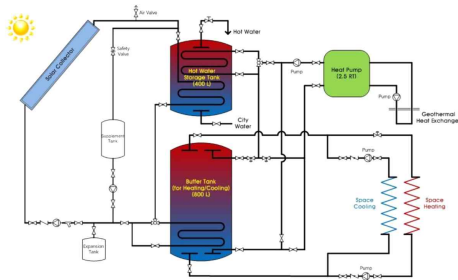 Air Valve
Hot Water
Safety
Valve
Solar Collector
Hot Water
Storage Tank
(400 L)
Pump
Heat Pump
(2.5 RT)
Pump
Geothermal
Heat Exchange
City
Water
Tank
Buffer Tank
(for Heating/Cooling)
(800 L)
Pump
Space
Cooling
Space
Heating
Pump
Expansion
Tank
Pump